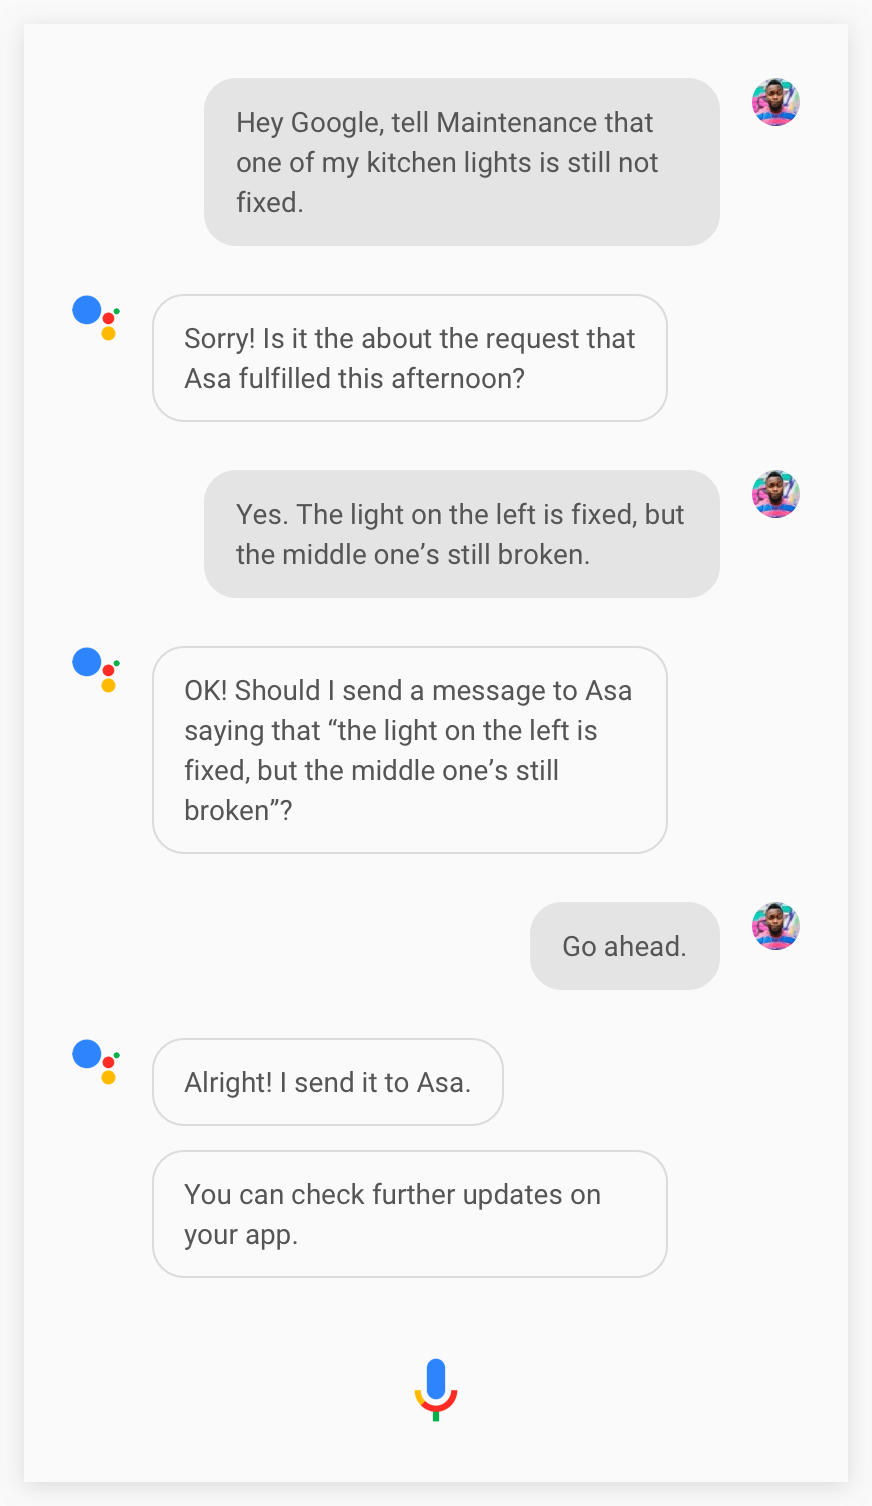 Hey Google, tell Maintenance that
one of my kitchen lights is still not
fixed.
Sorry! Is it the about the request that
Asa fulfilled this afternoon?
Yes. The light on the left is fixed, but
the middle one’s still broken.
OK! Should I send a message to Asa
saying that “the light on the left is
fixed, but the middle one’s still
broken”?
Go ahead.
Alright! I send it to Asa.
You can check further updates on
your app.